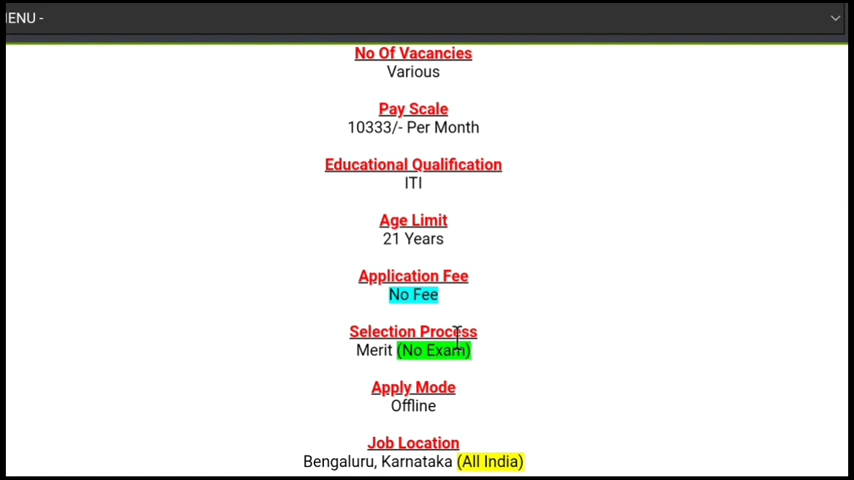 ENU -
No Of Vacancies
Various
Pay Scale
10333/- Per Month
Educational Qualification
ITI
Age Limit
21 Years
Application Fee
No Fee
Selection Process
Merit (No Exam)
Apply Mode
Offline
Job Location
Bengaluru, Karnataka (All India)